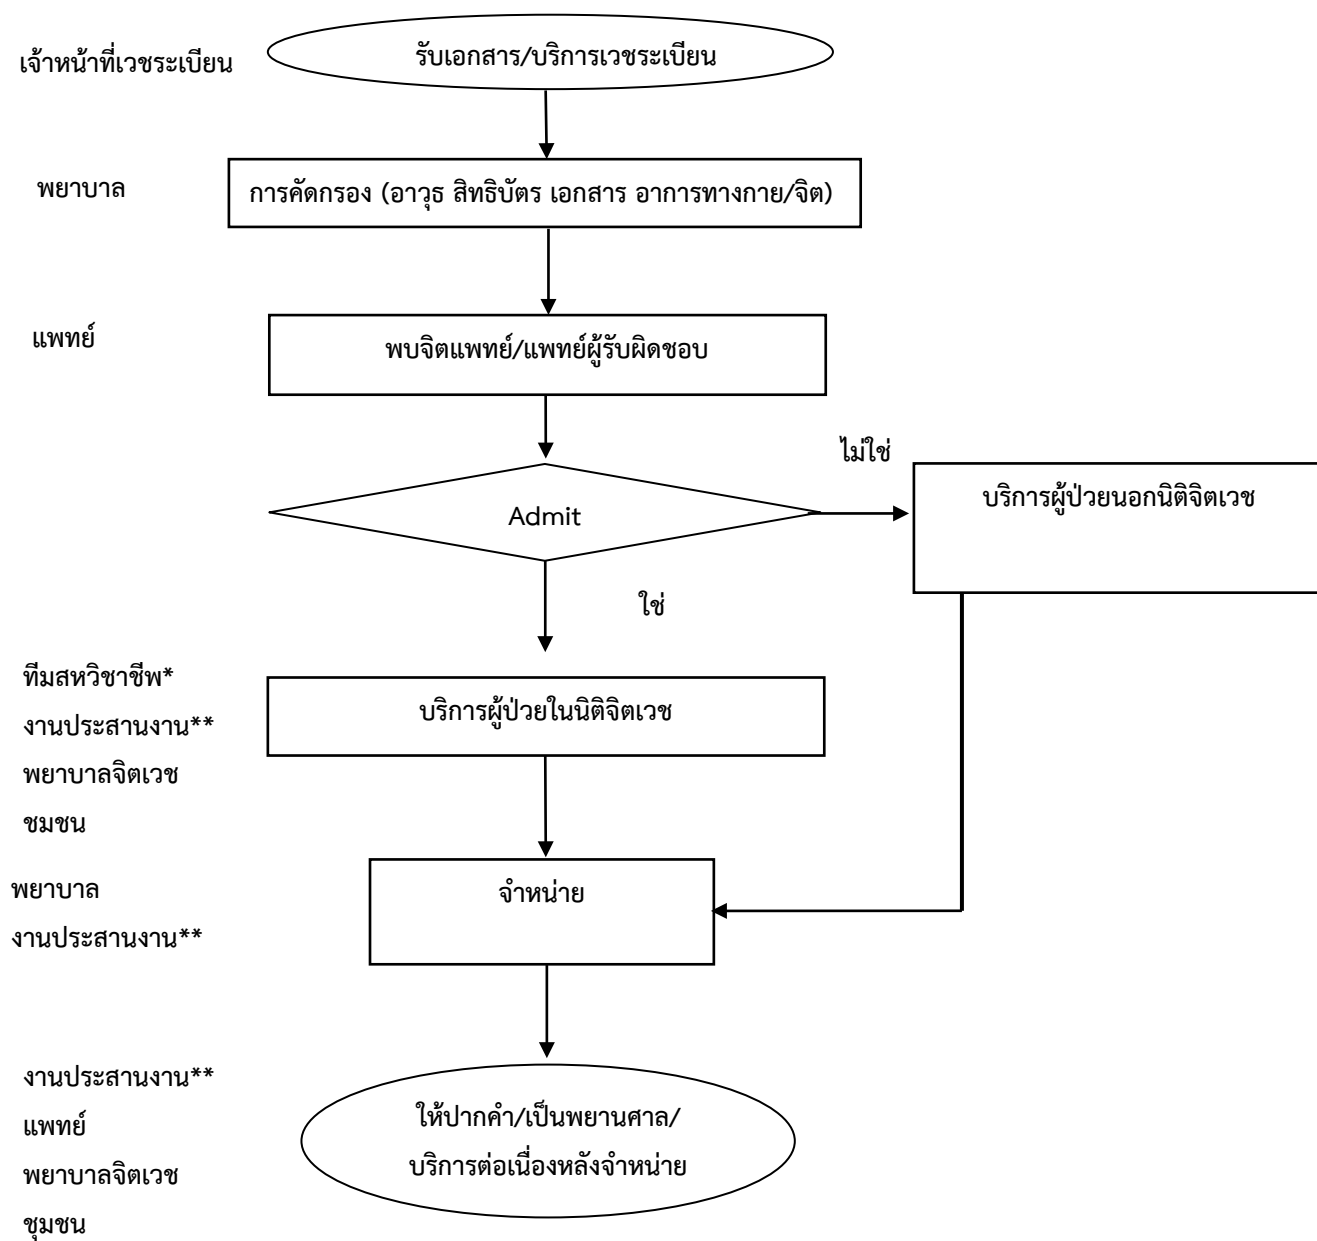 เจ้าหน้าที่เวชระเบียน
รับเอกสาร/บริการเวชระเบียน
พยาบาล
การคัดกรอง (อาวุธ สิทธิบัตร เอกสาร อาการทางกาย/จิต)
แพทย์
พบจิตแพทย์/แพทย์ผู้รับผิดชอบ
ไม่ใช่
Admit
บริการผู้ป่วยนอกนิติจิตเวช
ใช่
ทีมสหวิชาชีพ*
งานประสานงาน**
พยาบาลจิตเวช
ชมชน
บริการผู้ป่วยในนิติจิตเวช
พยาบาล
งานประสานงาน**
จำหน่าย
งานประสานงาน**
แพทย์
พยาบาลจิตเวช
ชุมชน
ให้ปากคำ/เป็นพยานศาล/
บริการต่อเนื่องหลังจำหน่าย